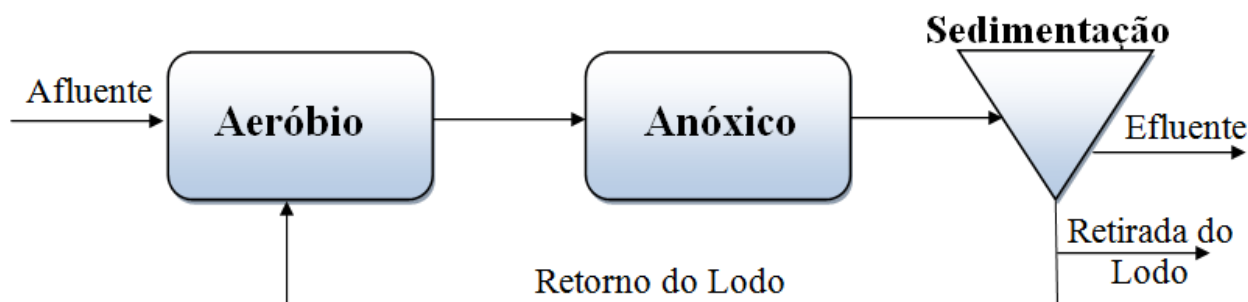 Sedimentação
Afluente
Aeróbio
Anóxico
Efluente
Retirada do
Lodo
Retorno do Lodo